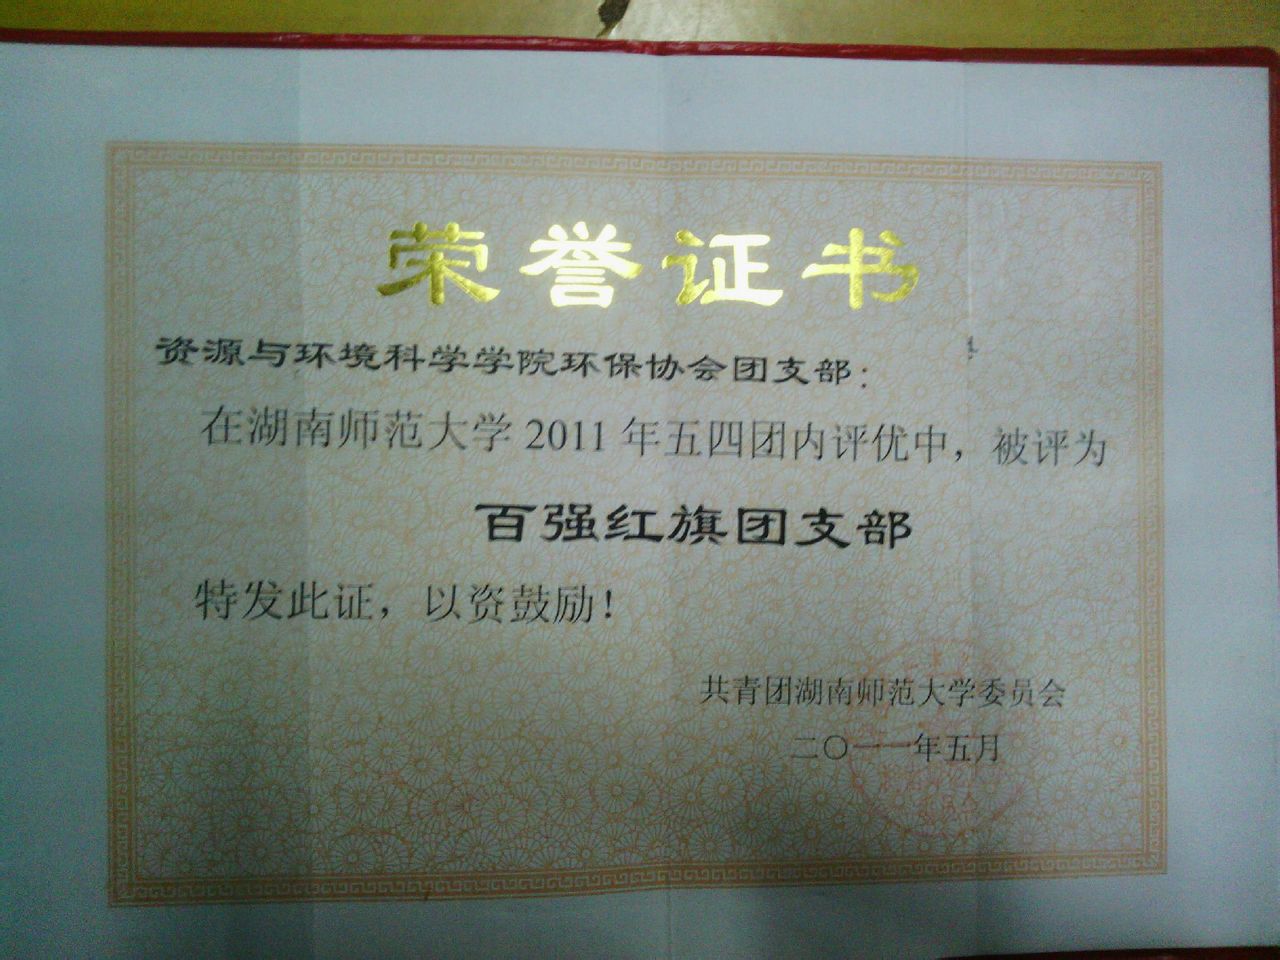 荣誉证书
资源与环境科学学院环保协会团支部：
在湖南师范大学2011年五四团内评优中，被评为
百强红旗团支部
特发此证，以资鼓励！
共青团湖南师范大学委员会
二〇一一年五月